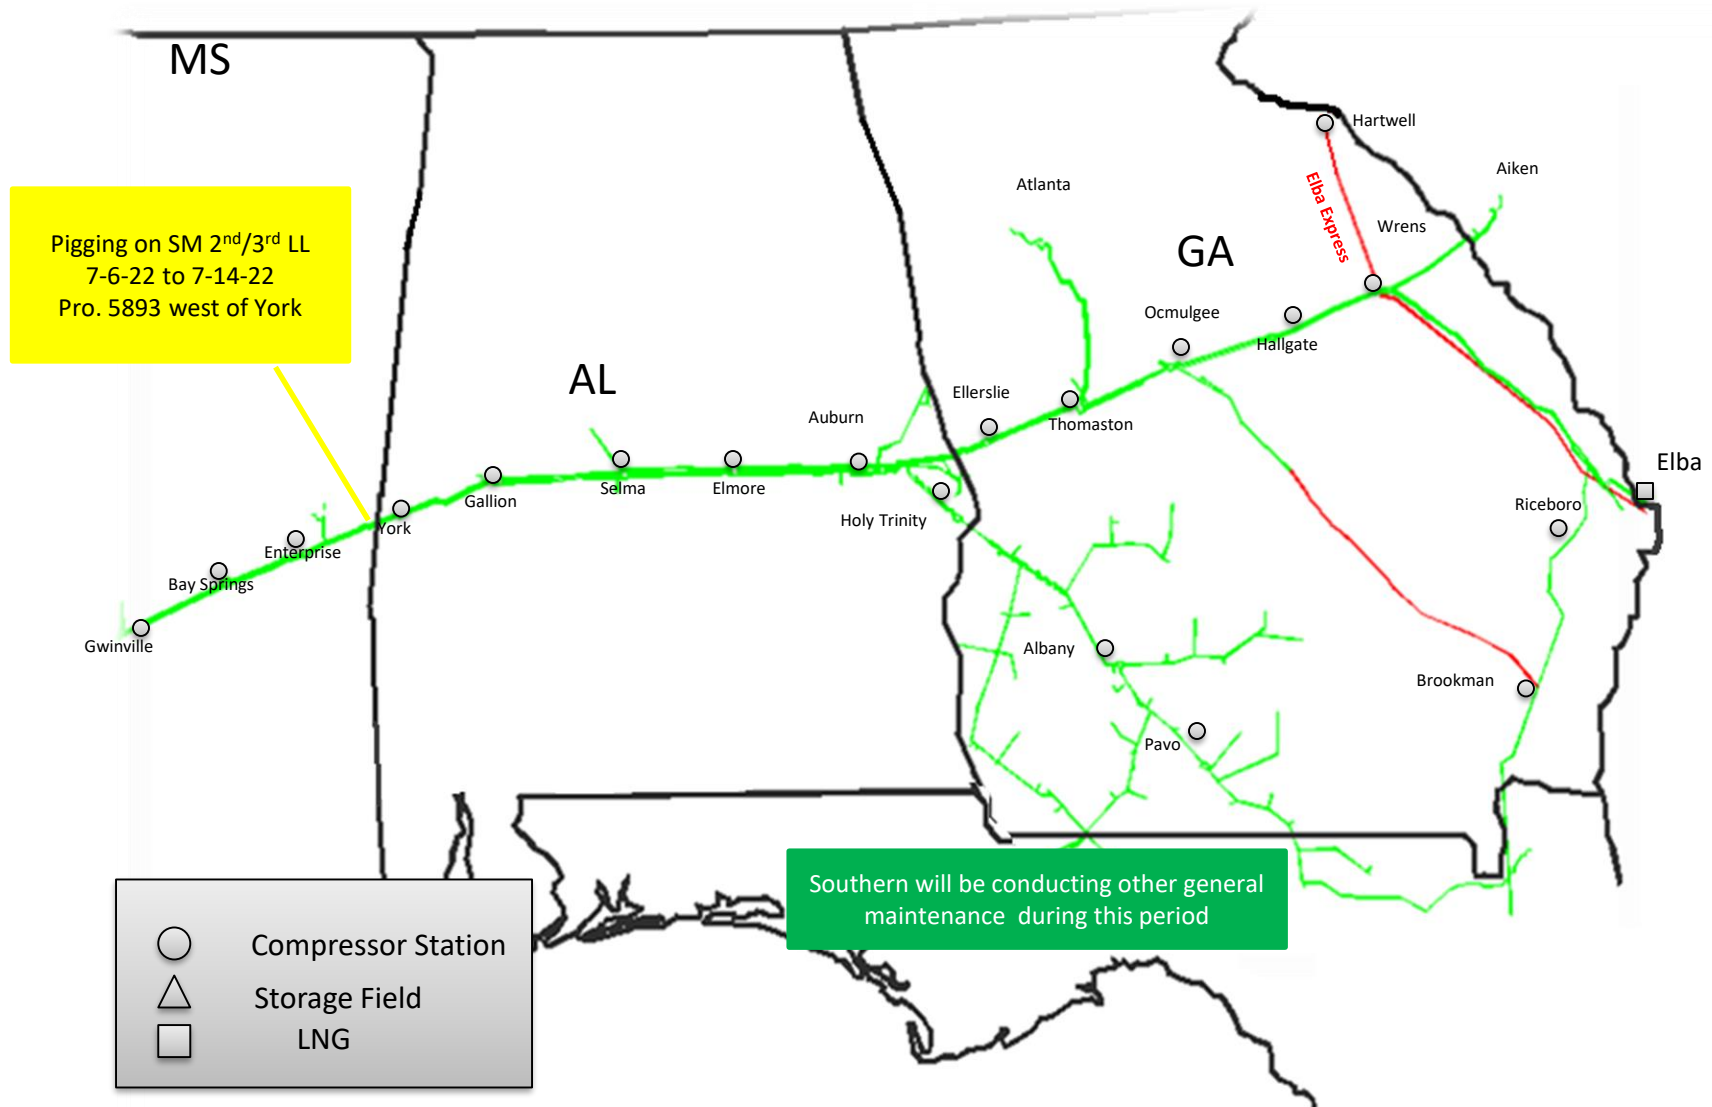 MS
Hartwell
Aiken
Atlanta
Elba Express
Wrens
Pigging on SM 2nd/3rd LL
7-6-22 to 7-14-22
Pro. 5893 west of York
GA
Ocmulgee
Hallgate
AL
Ellerslie
Auburn
Thomaston
Elba
Gallion
Selma
Elmore
Riceboro
Holy Trinity
York
Enterprise
Bay Springs
Gwinville
Albany
Brookman
Pavo
Southern will be conducting other general
maintenance during this period
Compressor Station
Storage Field
LNG